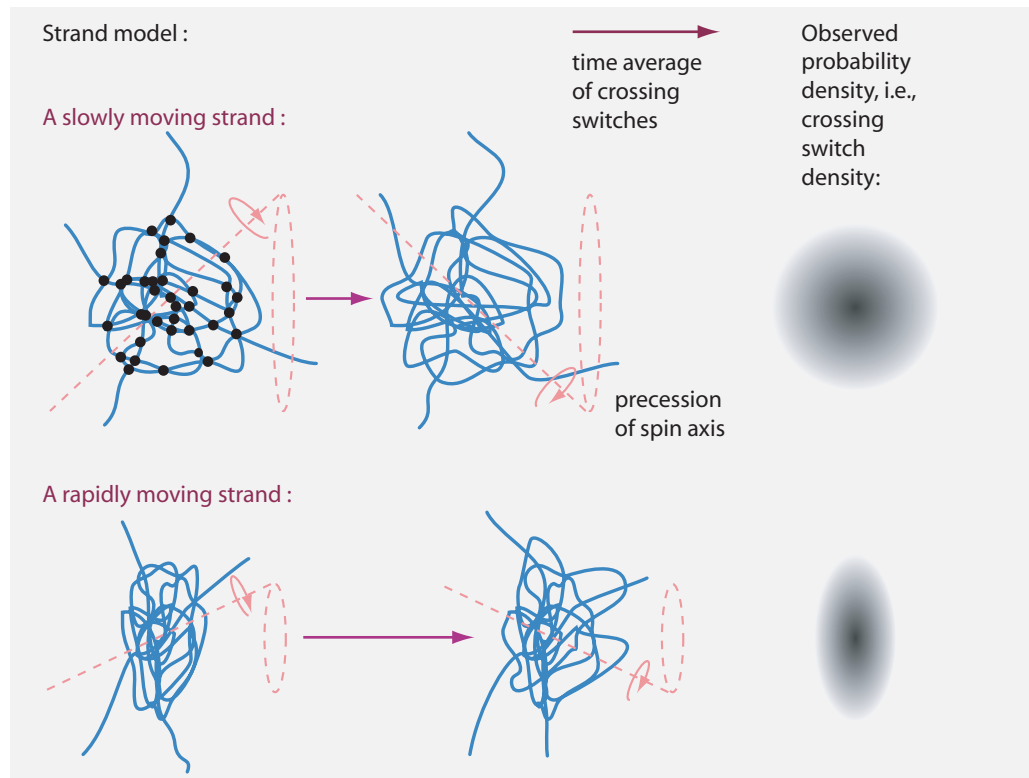 Strand model :
time average
of crossing
switches
Observed
probability
density, i.e.,
crossing
switch
density:
A slowly moving strand :
precession
of spin axis
A rapidly moving strand :